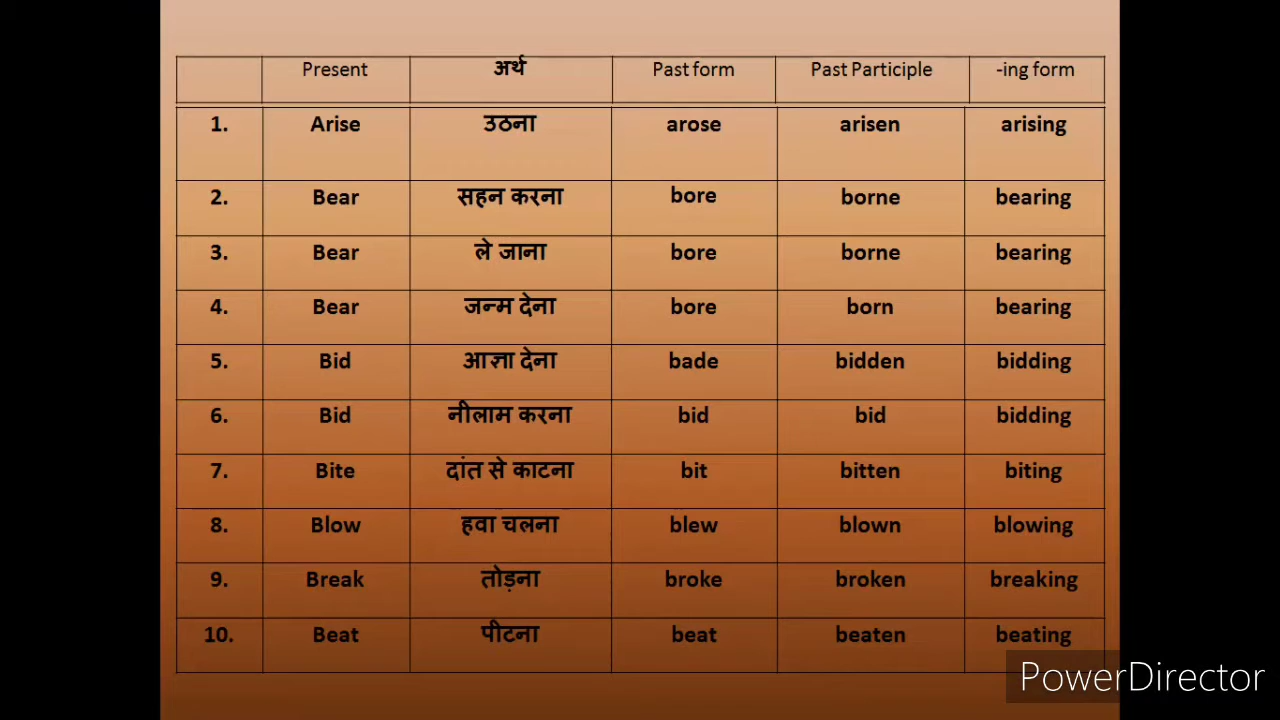 Present अर्थ Past form Past Participle -ing form
1. Arise उठना arose arisen arising
2. Bear सहन करना bore borne bearing
3. Bear ले जाना bore borne bearing
4. Bear जन्म देना bore born bearing
5. Bid आज्ञा देना bade bidden bidding
6. Bid नीलाम करना bid bid bidding
7. Bite दांत से काटना bit bitten biting
8. Blow हवा चलना blew blown blowing
9. Break तोड़ना broke broken breaking
10. Beat पीटना beat beaten beating
PowerDirector